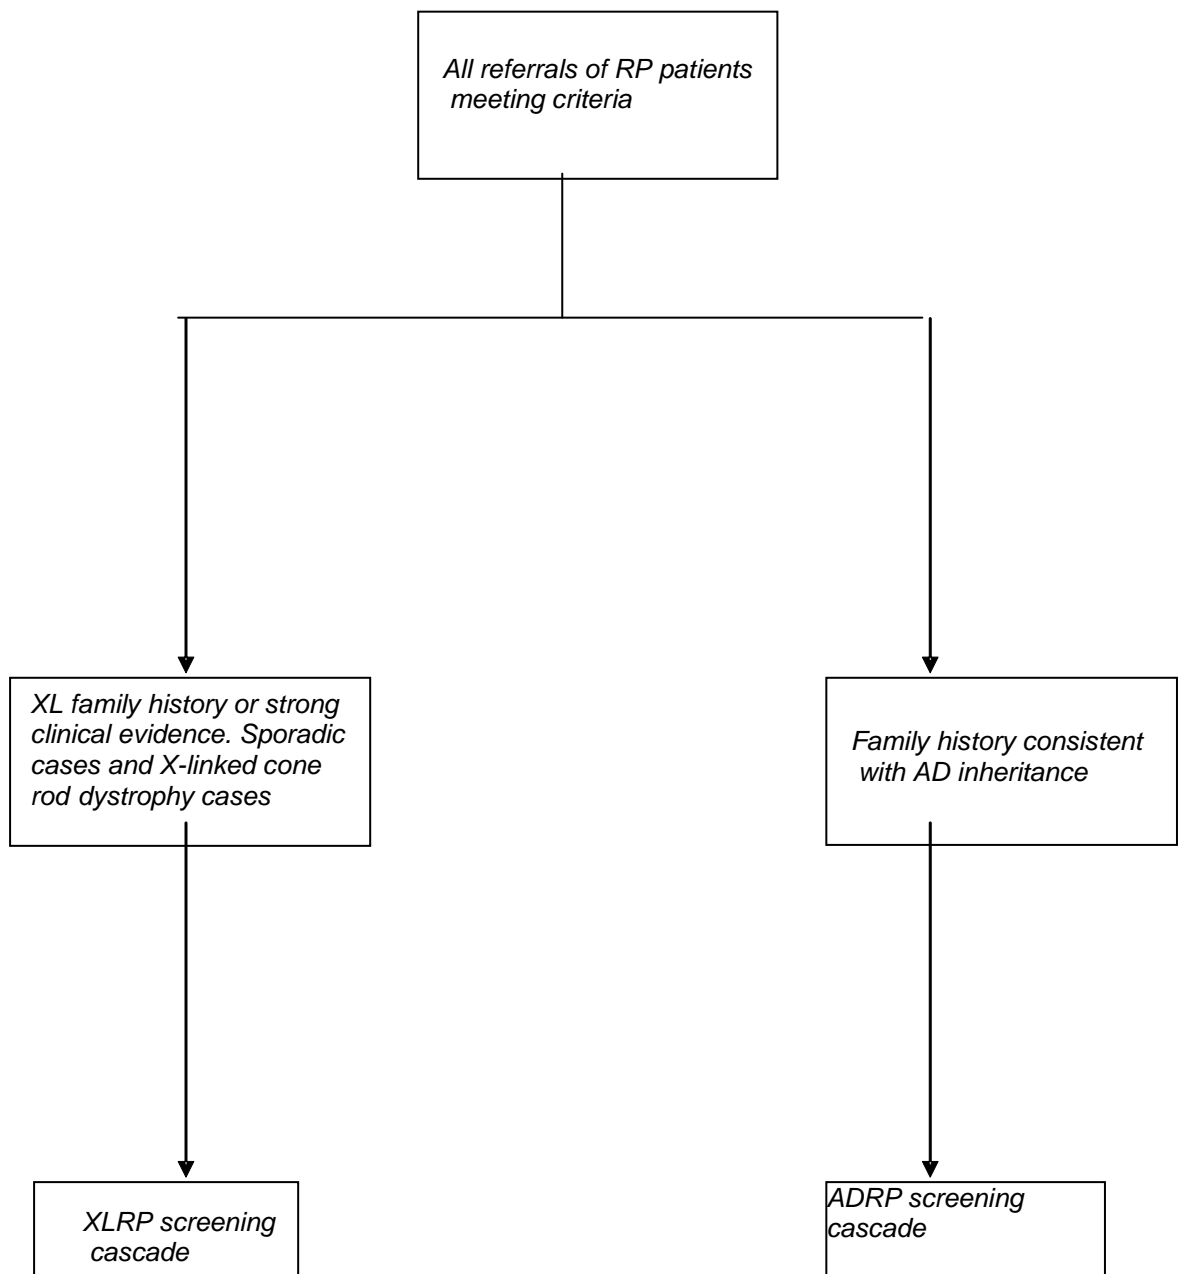 All referrals of RP patients
meeting criteria
XL family history or strong
clinical evidence. Sporadic
cases and X-linked cone
rod dystrophy cases
Family history consistent
with AD inheritance
XLRP screening
cascade
ADRP screening
cascade